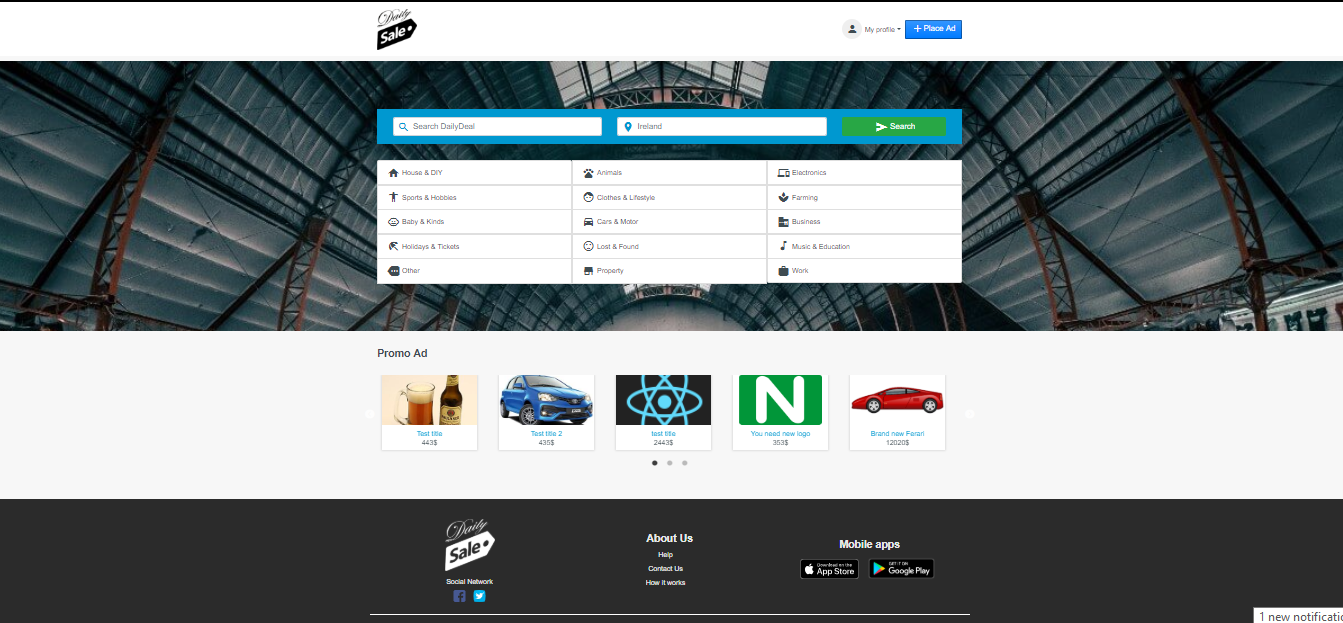 Daily
Sale
My profile
Place Ad
Search DailyDeal
Ireland
Search
House & DIY
Animals
Electronics
Sports & Hobbies
Clothes & Lifestyle
Farming
Baby & Kinds
Cars & Motor
Business
Holidays & Tickets
Lost & Found
Music & Education
Other
Property
Work
Promo Ad
Test title
443$
Test title 2
435$
test title
2443$
N
You need new logo
353$
Brand new Ferari
12020$
Daily
Sale
Social Network
About Us
Help
Contact Us
How it works
Mobile apps
Download on the
App Store
GET IT ON
Google Play
1 new notificatio